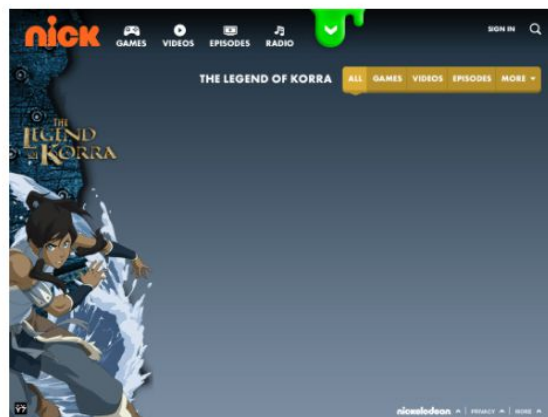 nick
GAMES VIDEOS EPISODES RADIO
SIGN IN
THE LEGEND OF KORRA
ALL GAMES VIDEOS EPISODES MORE
THE
LEGEND
OF KORRA
nickelodeon PRIVACY MORE